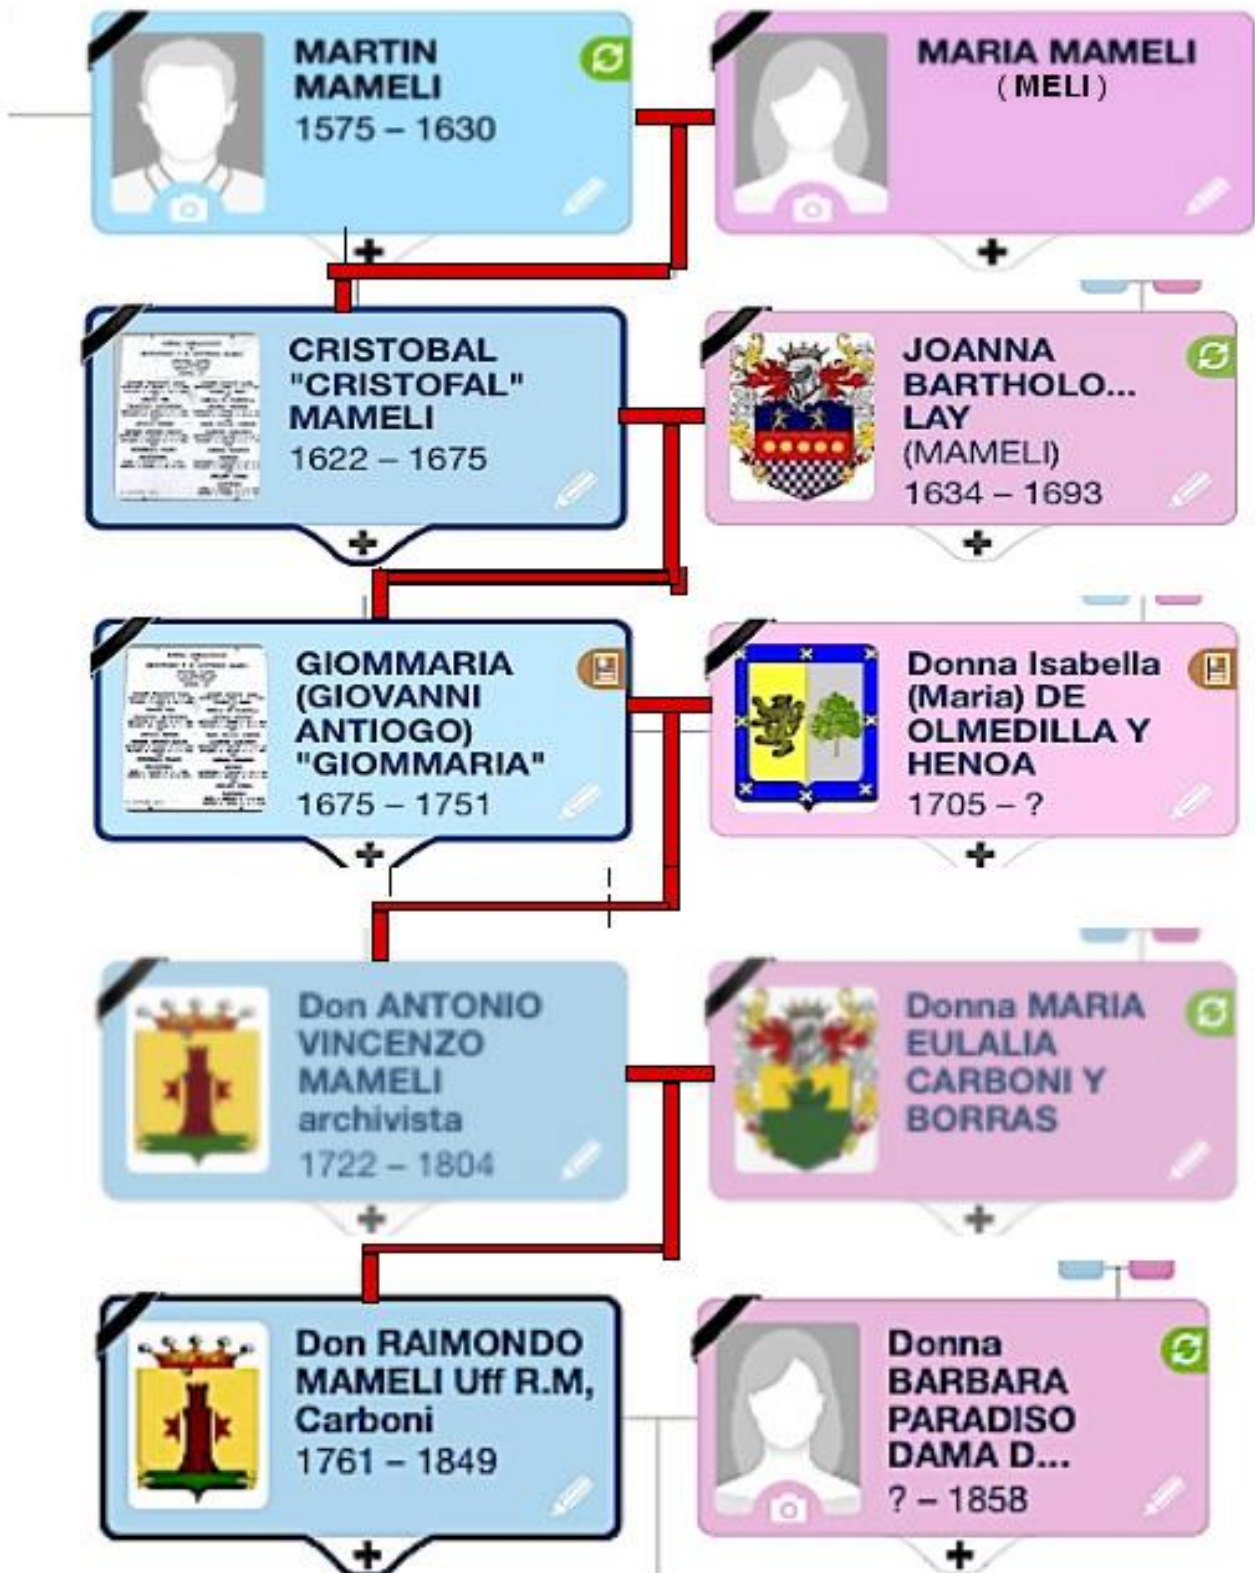 MARTIN
MAMELI
1575 – 1630
MARIA MAMELI
( MELI )
CRISTOBAL
"CRISTOFAL"
MAMELI
1622 – 1675
JOANNA
BARTHOLO...
LAY
(MAMELI)
1634 – 1693
GIOMMARIA
(GIOVANNI
ANTIOGO)
"GIOMMARIA"
1675 – 1751
Donna Isabella
(Maria) DE
OLMEDILLA Y
HENOA
1705 – ?
Don ANTONIO
VINCENZO
MAMELI
archivista
1722 – 1804
Donna MARIA
EULALIA
CARBONI Y
BORRAS
Don RAIMONDO
MAMELI Uff R.M,
Carboni
1761 – 1849
Donna
BARBARA
PARADISO
DAMA D...
? – 1858